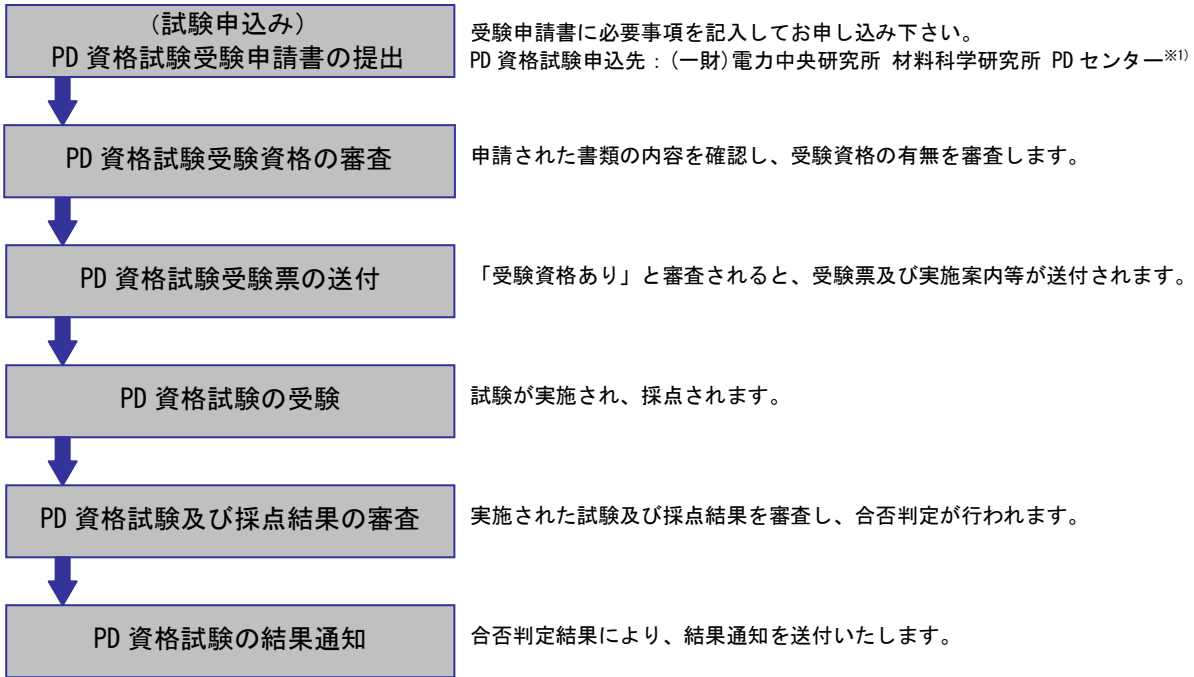 （試験申込み）
PD 資格試験受験申請書の提出
受験申請書に必要事項を記入してお申し込み下さい。
PD 資格試験申込先：(一財)電力中央研究所 材料科学研究所 PD センター※1)
PD 資格試験受験資格の審査
申請された書類の内容を確認し、受験資格の有無を審査します。
PD 資格試験受験票の送付
「受験資格あり」と審査されると、受験票及び実施案内等が送付されます。
PD 資格試験の受験
試験が実施され、採点されます。
PD 資格試験及び採点結果の審査
実施された試験及び採点結果を審査し、合否判定が行われます。
PD 資格試験の結果通知
合否判定結果により、結果通知を送付いたします。